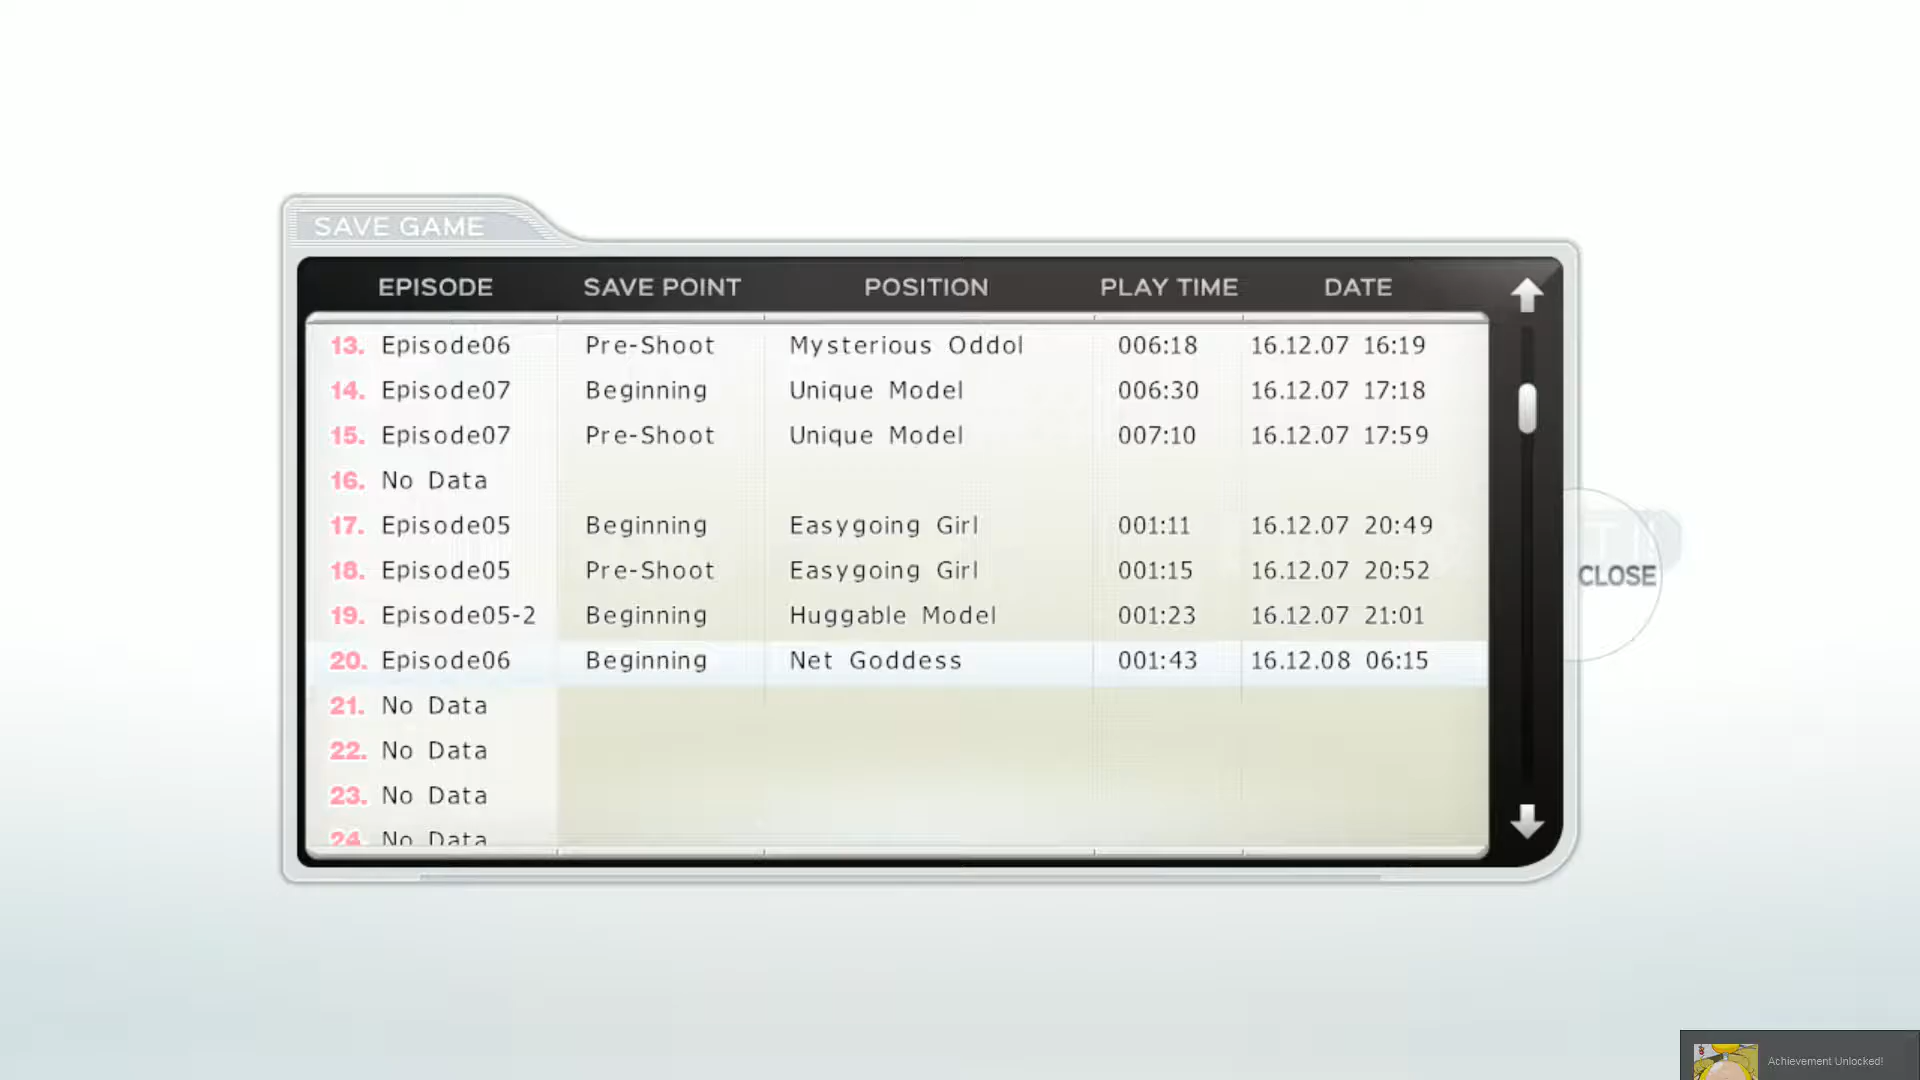 SAVE GAME
EPISODE SAVE POINT POSITION PLAY TIME DATE
13. Episode06 Pre-Shoot Mysterious Oddol 006:18 16.12.07 16:19
14. Episode07 Beginning Unique Model 006:30 16.12.07 17:18
15. Episode07 Pre-Shoot Unique Model 007:10 16.12.07 17:59
16. No Data
17. Episode05 Beginning Easygoing Girl 001:11 16.12.07 20:49
18. Episode05 Pre-Shoot Easygoing Girl 001:15 16.12.07 20:52
19. Episode05-2 Beginning Huggable Model 001:23 16.12.07 21:01
20. Episode06 Beginning Net Goddess 001:43 16.12.08 06:15
21. No Data
22. No Data
23. No Data
24. No Data
CLOSE
Achievement Unlocked!